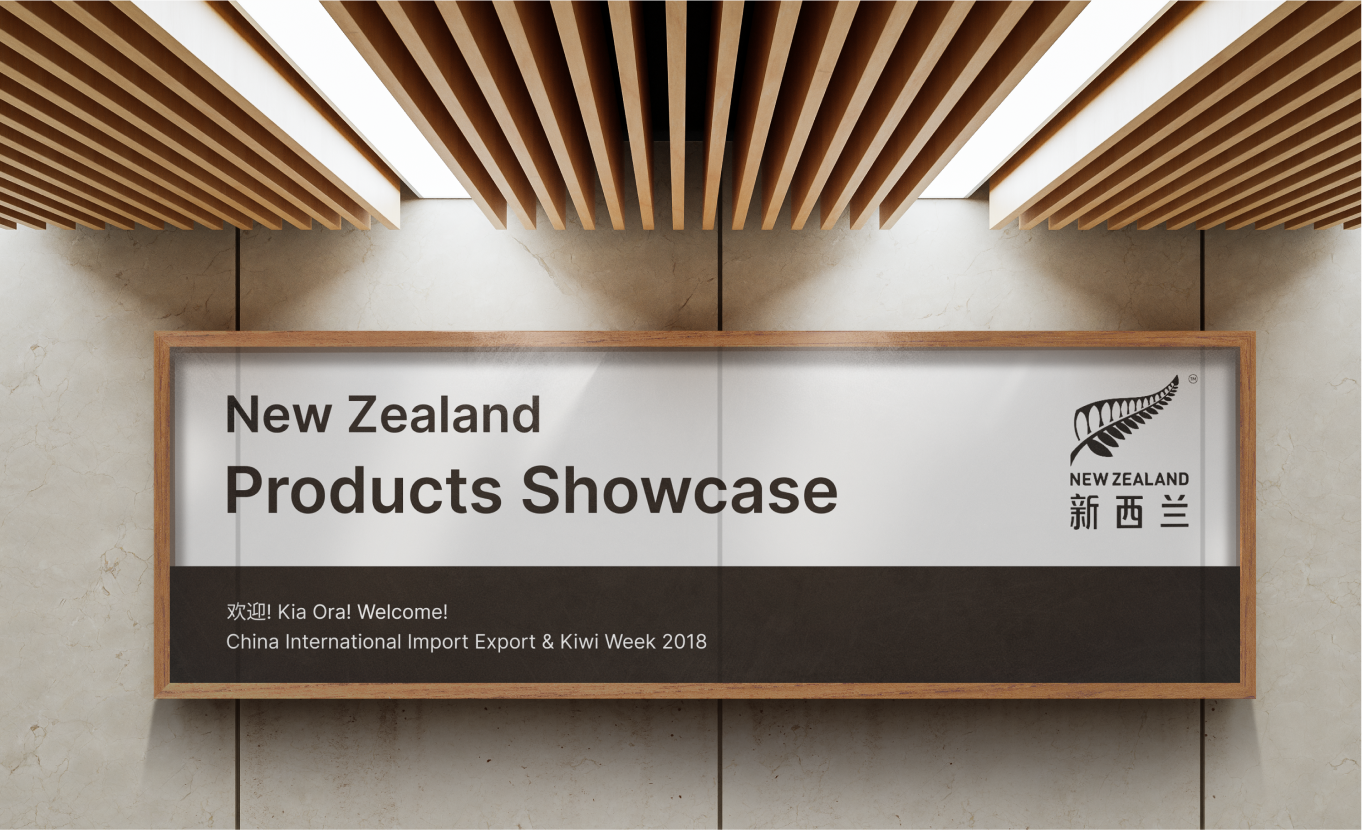 New Zealand
Products Showcase
TM
NEW ZEALAND
新西兰
欢迎! Kia Ora! Welcome!
China International Import Export & Kiwi Week 2018